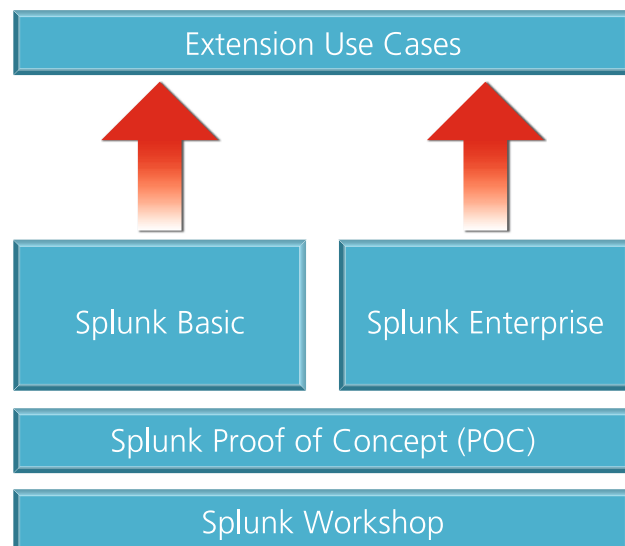 Extension Use Cases
Splunk Basic
Splunk Enterprise
Splunk Proof of Concept (POC)
Splunk Workshop